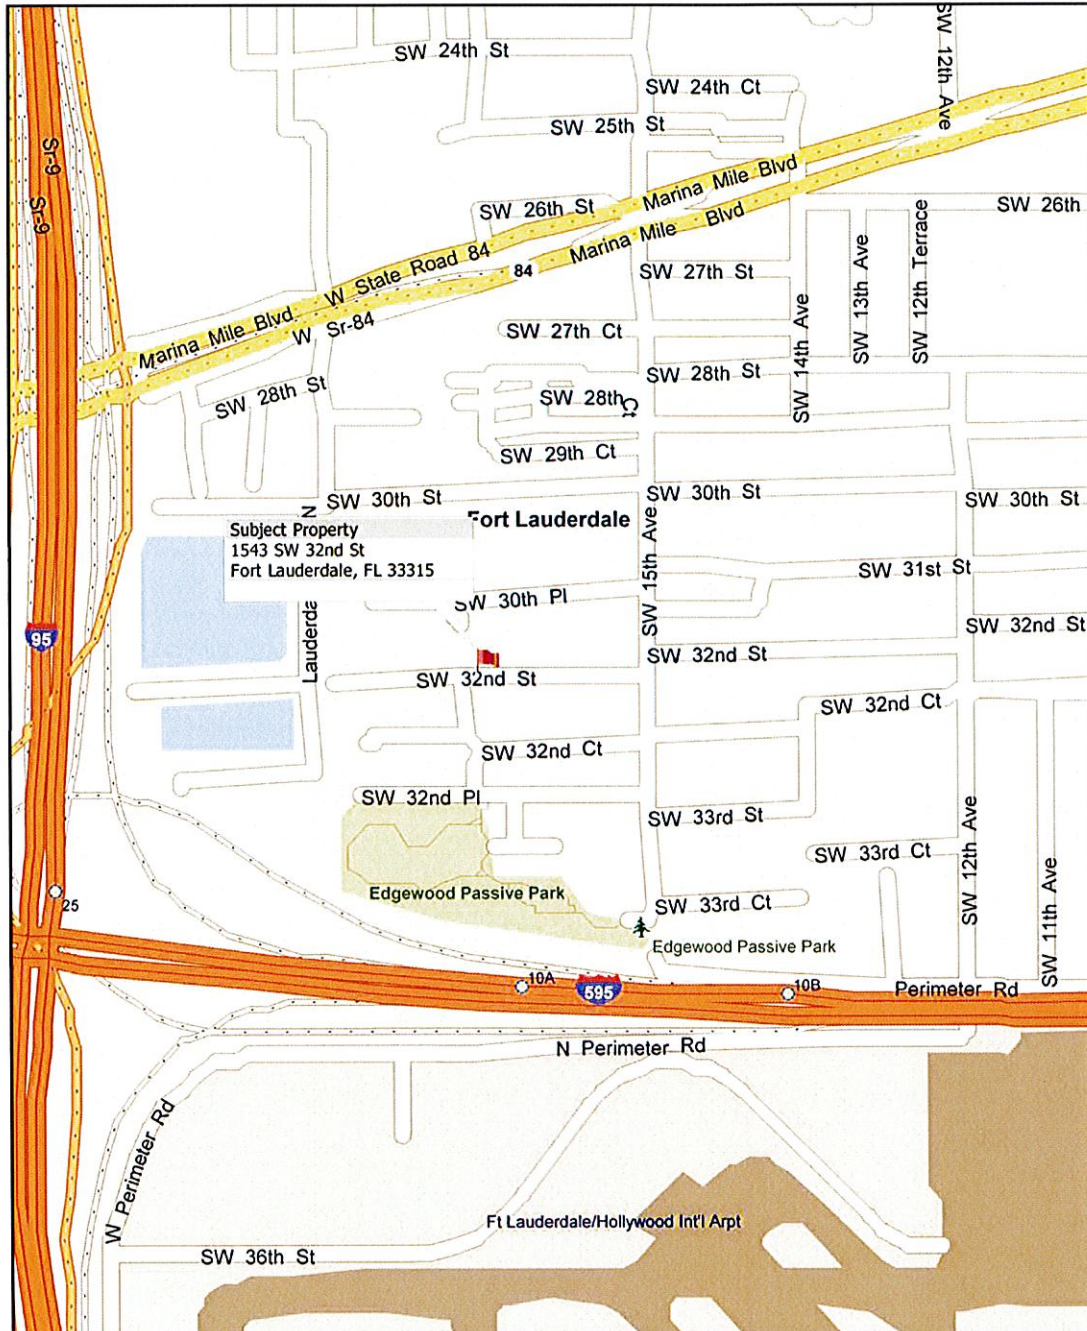 SW 24th St
SW 12th Ave
SW 24th Ct
SW 25th St
Sr-9
Sr-9
Marina Mile Blvd
SW 26th St
SW 26th
Marina Mile Blvd
W State Road 84
84
SW 27th St
SW 13th Ave
SW 12th Terrace
Marina Mile Blvd
W Sr-84
SW 27th Ct
SW 14th Ave
SW 28th St
SW 28th St
SW 28th Ct
SW 29th Ct
SW 30th St
SW 30th St
SW 30th St
N
Fort Lauderdale
Subject Property
1543 SW 32nd St
Fort Lauderdale, FL 33315
SW 15th Ave
SW 31st St
SW 30th Pl
Lauderda
95
SW 32nd St
SW 32nd St
SW 32nd St
SW 32nd Ct
SW 32nd Ct
SW 32nd Pl
SW 33rd St
SW 33rd Ct
SW 12th Ave
SW 11th Ave
25
Edgewood Passive Park
SW 33rd Ct
Edgewood Passive Park
10A
595
10B
Perimeter Rd
N Perimeter Rd
W Perimeter Rd
Ft Lauderdale/Hollywood Int'l Arpt
SW 36th St